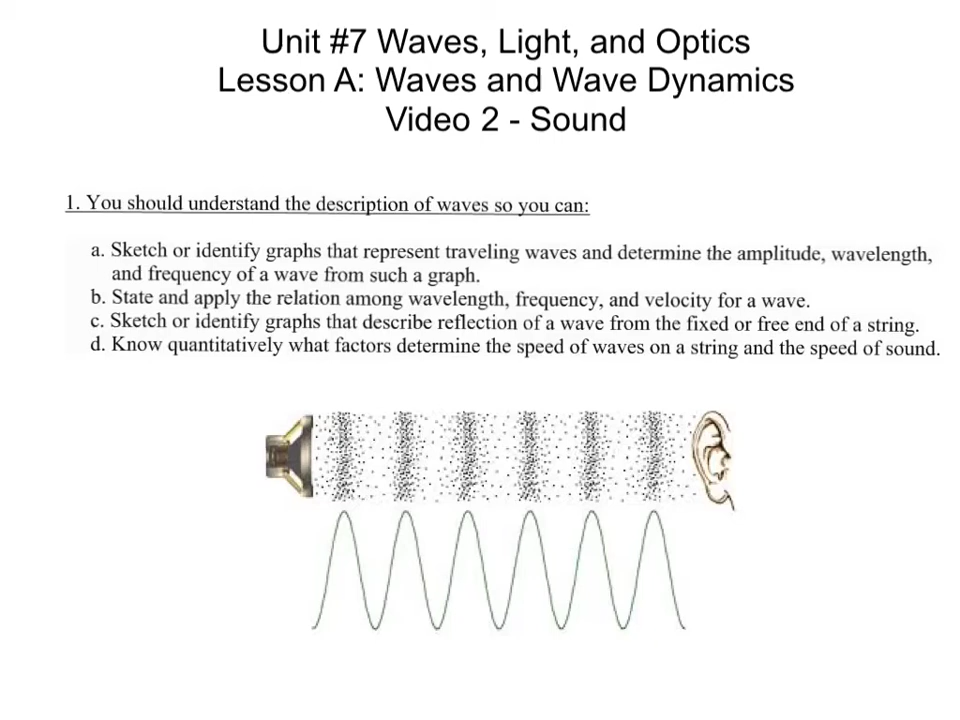 Unit #7 Waves, Light, and Optics
Lesson A: Waves and Wave Dynamics
Video 2 - Sound
1. You should understand the description of waves so you can:
a. Sketch or identify graphs that represent traveling waves and determine the amplitude, wavelength,
and frequency of a wave from such a graph.
b. State and apply the relation among wavelength, frequency, and velocity for a wave.
c. Sketch or identify graphs that describe reflection of a wave from the fixed or free end of a string.
d. Know quantitatively what factors determine the speed of waves on a string and the speed of sound.